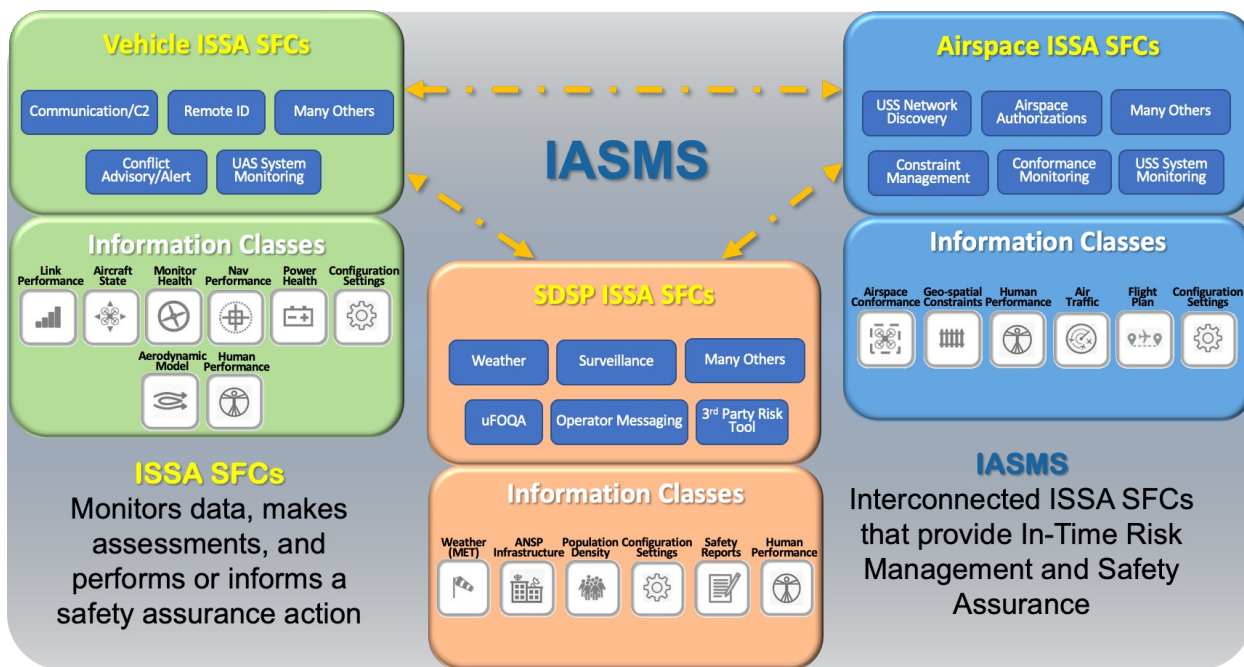 Vehicle ISSA SFCs
Communication/C2
Remote ID
Many Others
Conflict
Advisory/Alert
UAS System
Monitoring
Information Classes
Link
Performance
Aircraft
State
Monitor
Health
Nav
Performance
Power
Health
Configuration
Settings
Aerodynamic
Model
Human
Performance
ISSA SFCs
Monitors data, makes
assessments, and
performs or informs a
safety assurance action
IASMS
SDSP ISSA SFCs
Weather
Surveillance
Many Others
uFOQA
Operator Messaging
3rd Party Risk
Tool
Information Classes
Weather
(MET)
ANSP
Infrastructure
Population
Density
Configuration
Settings
Safety
Reports
Human
Performance
Airspace ISSA SFCs
USS Network
Discovery
Airspace
Authorizations
Many Others
Constraint
Management
Conformance
Monitoring
USS System
Monitoring
Information Classes
Airspace
Conformance
Geo-spatial
Constraints
Human
Performance
Air
Traffic
Flight
Plan
Configuration
Settings
IASMS
Interconnected ISSA SFCs
that provide In-Time Risk
Management and Safety
Assurance